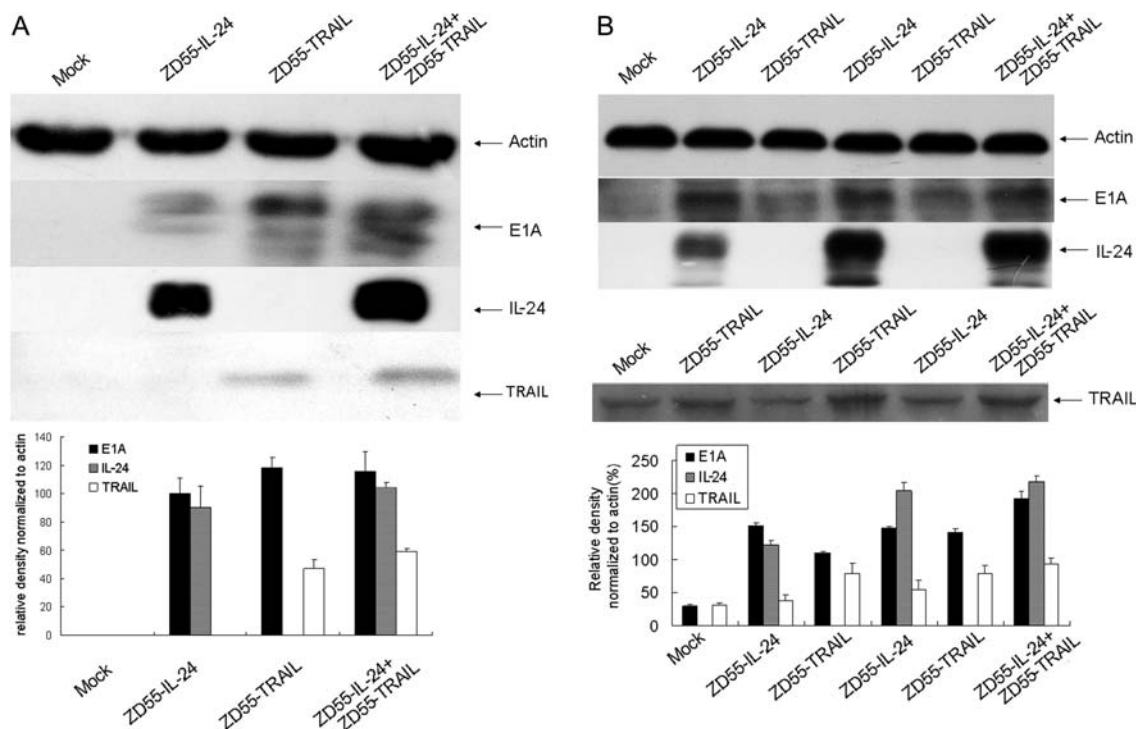 A
Mock
ZD55-IL-24
ZD55-TRAIL
ZD55-IL-24+
ZD55-TRAIL
Actin
E1A
IL-24
TRAIL
relative density normalized to actin
140
120
100
80
60
40
20
0
E1A
IL-24
TRAIL
Mock
ZD55-IL-24
ZD55-TRAIL
ZD55-IL-24+
ZD55-TRAIL
B
Mock
ZD55-IL-24
ZD55-TRAIL
ZD55-IL-24
ZD55-TRAIL
ZD55-IL-24+
ZD55-TRAIL
Actin
E1A
IL-24
Mock
ZD55-TRAIL
ZD55-IL-24
ZD55-TRAIL
ZD55-IL-24
ZD55-IL-24+
ZD55-TRAIL
TRAIL
Relative density
normalized to actin(%)
250
200
150
100
50
0
E1A
IL-24
TRAIL
Mock
ZD55-IL-24
ZD55-TRAIL
ZD55-IL-24
ZD55-TRAIL
ZD55-IL-24+
ZD55-TRAIL